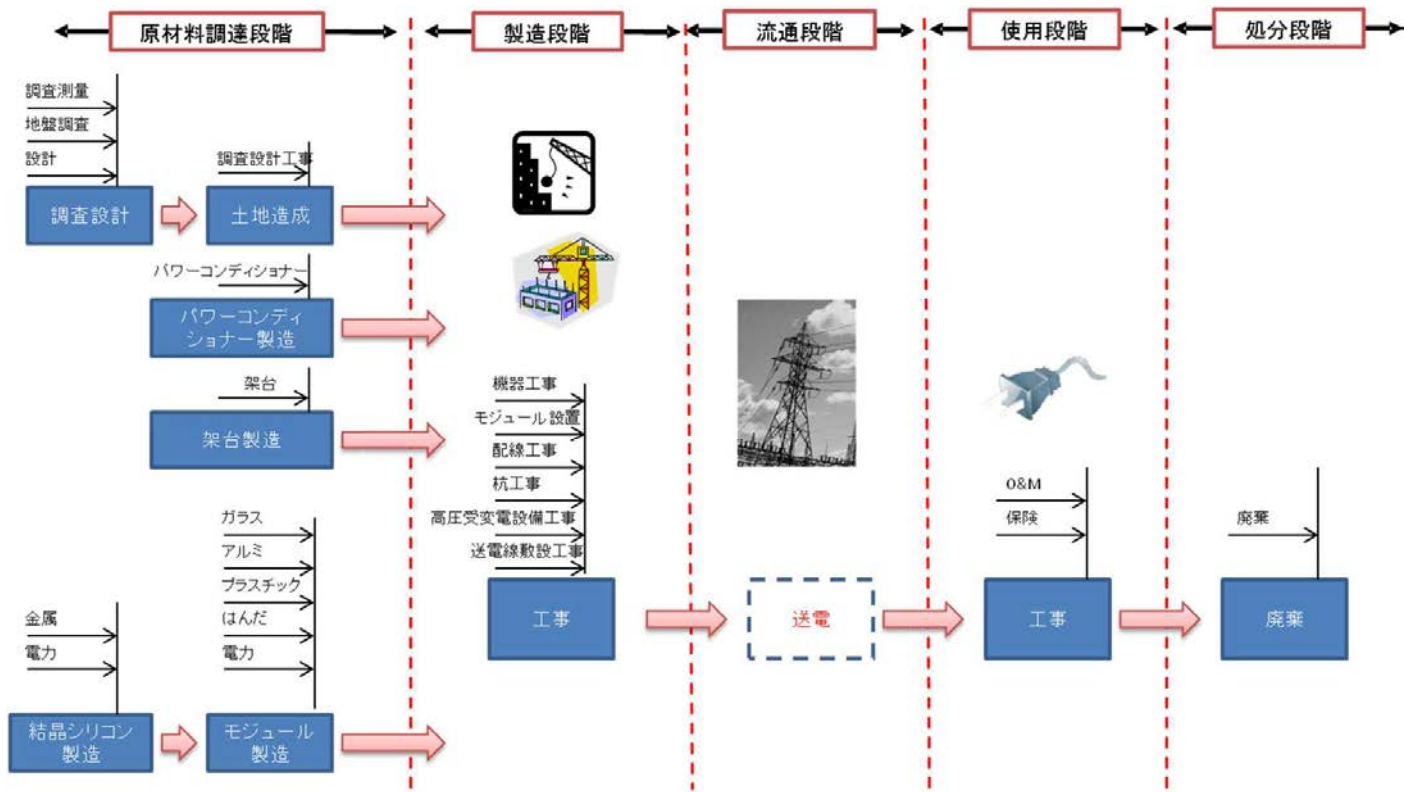 原材料調達段階
製造段階
流通段階
使用段階
処分段階
調査測量
地盤調査
設計
調査設計
調査設計工事
土地造成
パワーコンディショナー
パワーコンディ
ショナー製造
架台
架台製造
ガラス
アルミ
プラスチック
はんだ
電力
金属
電力
結晶シリコン
製造
モジュール
製造
機器工事
モジュール設置
配線工事
杭工事
高圧受変電設備工事
送電線敷設工事
工事
送電
O&M
保険
工事
廃棄
廃棄